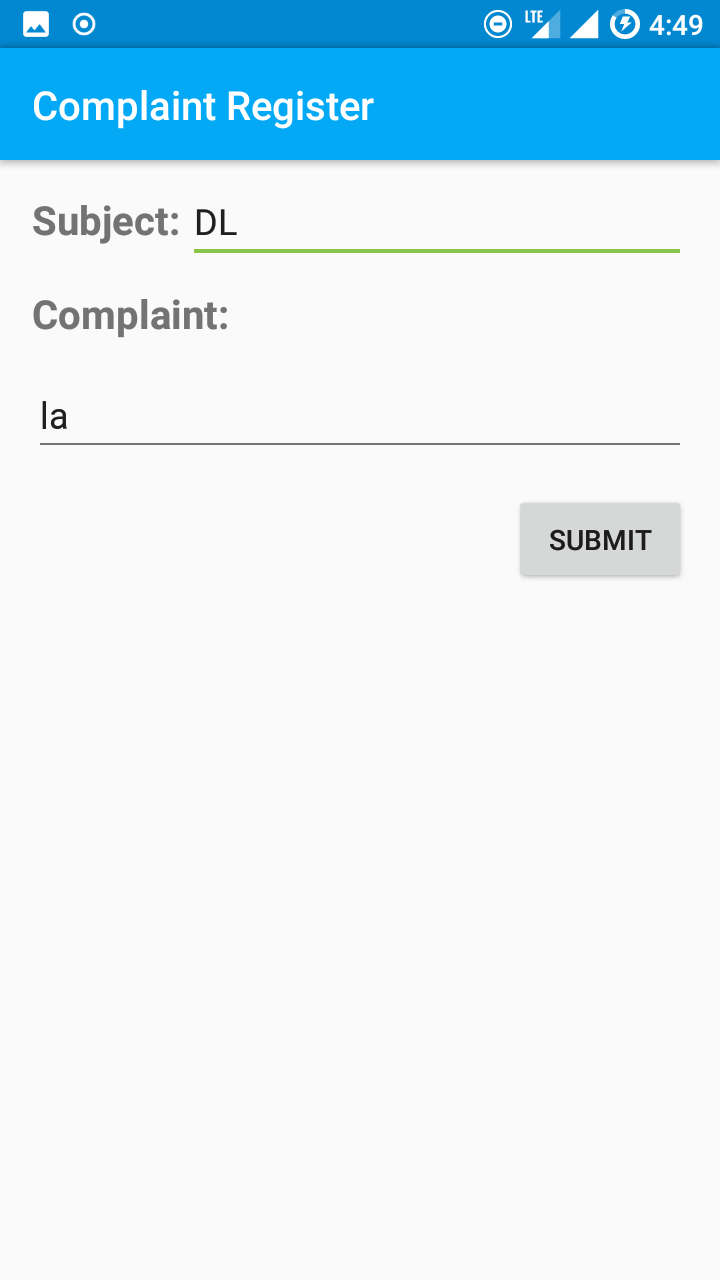 LTE 4:49
Complaint Register
Subject: DL
Complaint:
la
SUBMIT